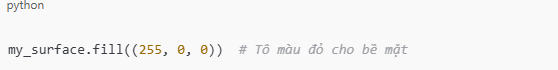 python
my_surface.fill((255, 0, 0))  # Tô màu đỏ cho bề mặt